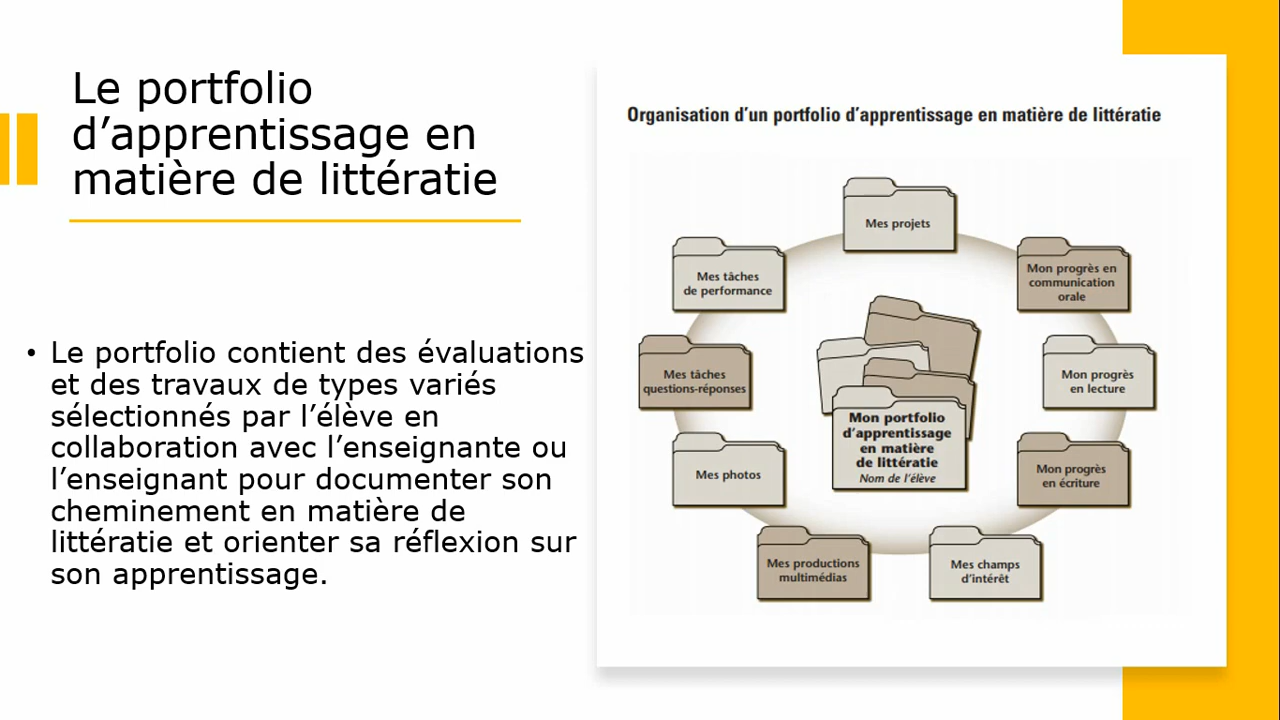 Le portfolio
d’apprentissage en
matière de littératie
• Le portfolio contient des évaluations
et des travaux de types variés
sélectionnés par l’élève en
collaboration avec l’enseignante ou
l’enseignant pour documenter son
cheminement en matière de
littératie et orienter sa réflexion sur
son apprentissage.
Organisation d’un portfolio d’apprentissage en matière de littératie
Mes projets
Mon progrès en
communication
orale
Mon progrès
en lecture
Mon progrès
en écriture
Mes champs
d’intérêt
Mes productions
multimédias
Mes photos
Mes tâches
questions-réponses
Mes tâches
de performance
Mon portfolio
d’apprentissage
en matière
de littératie
Nom de l’élève